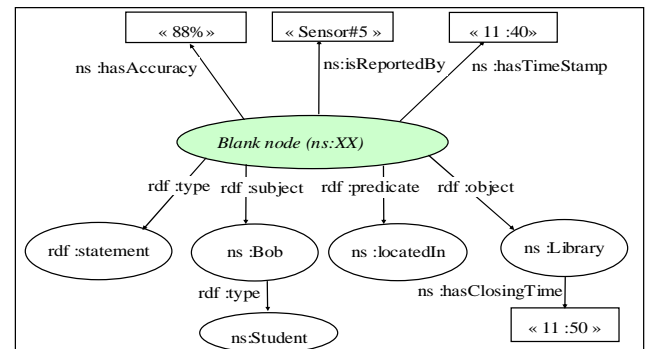 « 88% » « Sensor#5 » « 11 :40»
ns :hasAccuracy ns:isReportedBy ns :hasTimeStamp
Blank node (ns:XX)
rdf :type rdf :subject rdf :predicate rdf :object
rdf :statement ns :Bob ns :locatedIn ns :Library
rdf :type ns :hasClosingTime
ns:Student « 11 :50 »